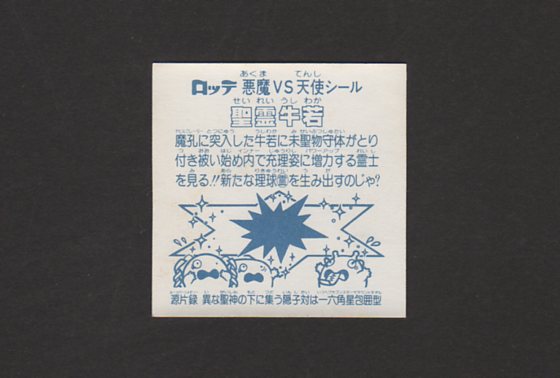 ロッテ 悪魔VS天使シール
聖霊牛若
魔孔に突入した牛若に未聖物守体がとり
付き被い始め内で充理姿に増力する霊士
を見る!!新たな理球霊を生み出すのじゃ?
源片録 異な聖神の下に集う隠子対は一六角星包囲型